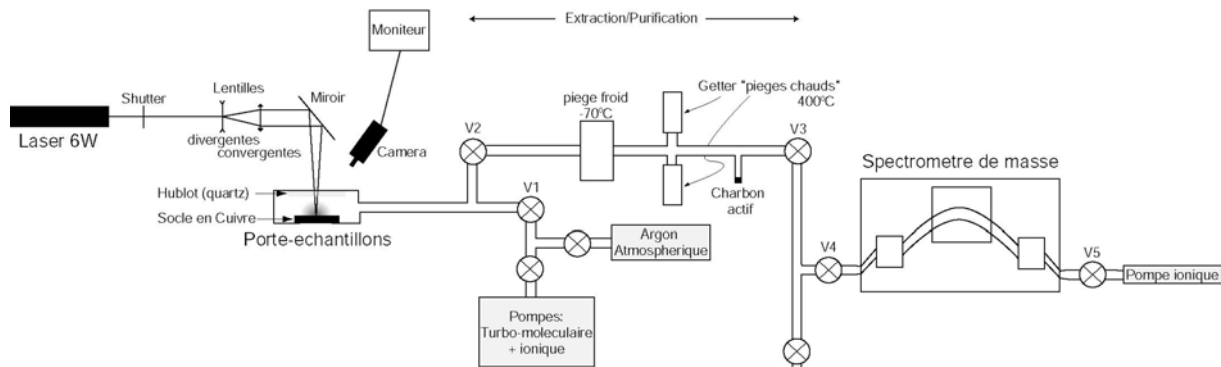 Moniteur
Extraction/Purification
Lentilles
Shutter
Miroir
Laser 6W
divergentes
convergentes
Camera
Hublot (quartz)
Socle en Cuivre
Porte-echantillons
V2
piege froid
-70ºC
Getter "pieges chauds"
400ºC
V3
Charbon
actif
V1
Argon
Atmospherique
Pompes:
Turbo-moleculaire
+ ionique
Spectrometre de masse
V4
V5
Pompe ionique